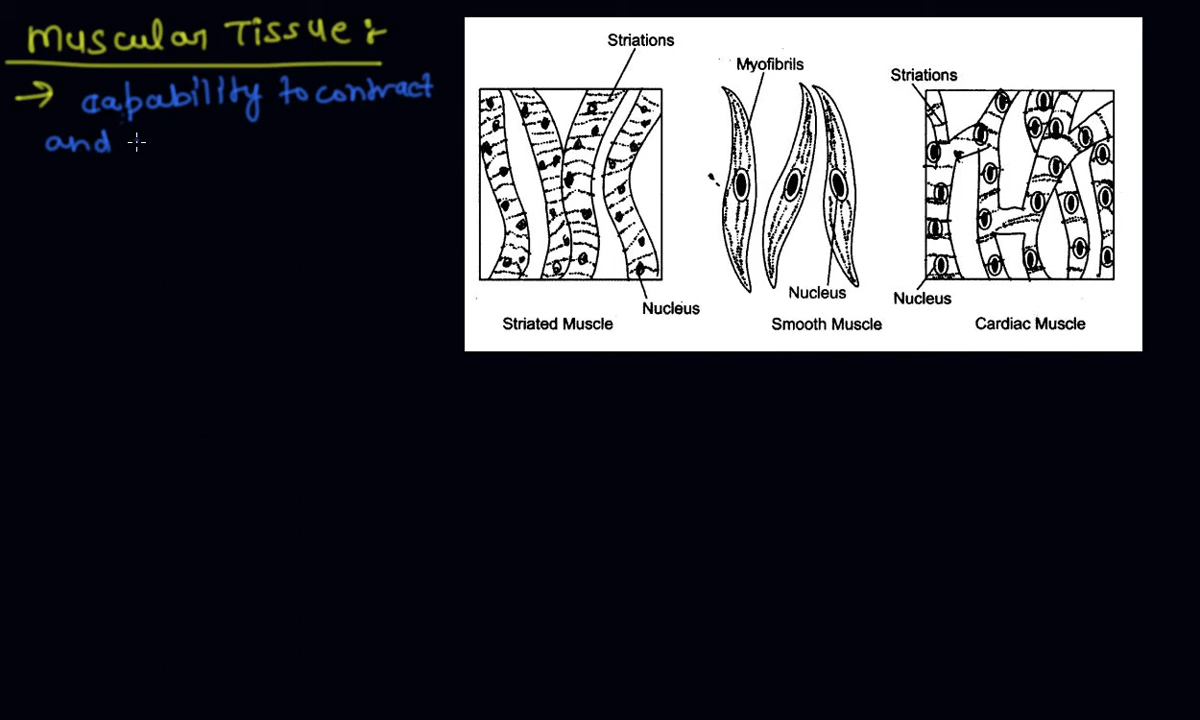 Muscular Tissue :
→ capability to contract
and
Striations
Nucleus
Striated Muscle
Myofibrils
Nucleus
Smooth Muscle
Striations
Nucleus
Cardiac Muscle